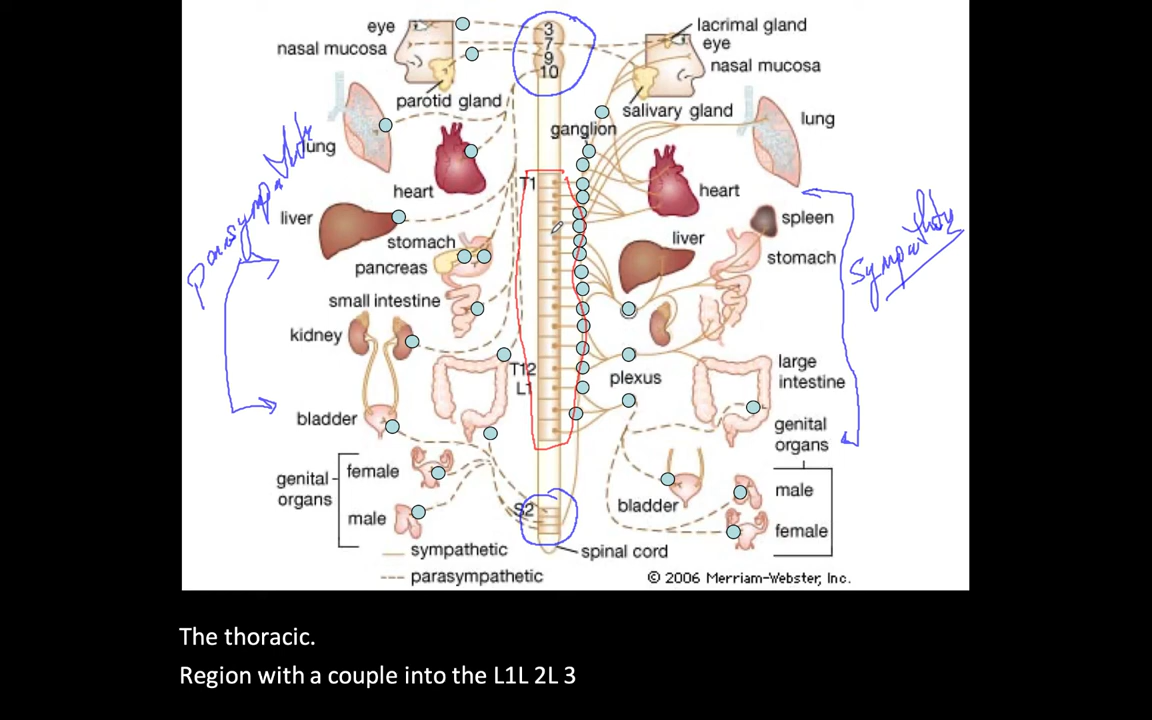 eye
nasal mucosa
parotid gland
lung
heart
liver
stomach
pancreas
small intestine
kidney
bladder
genital
organs
female
male
sympathetic
parasympathetic
3
7
9
10
T1
T12
L1
S2
ganglion
plexus
spinal cord
lacrimal gland
eye
nasal mucosa
salivary gland
lung
heart
spleen
liver
stomach
large
intestine
genital
organs
bladder
male
female
© 2006 Merriam-Webster, Inc.
Parasympathetic
Sympathetic
The thoracic.
Region with a couple into the L1L 2L 3